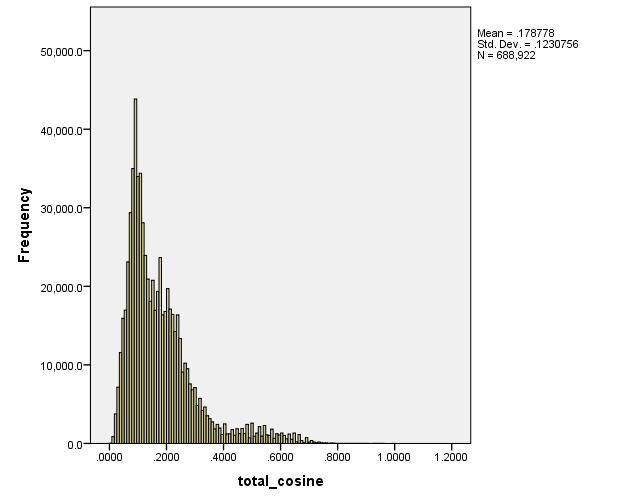 Mean = .178778
Std. Dev. = .1230756
N = 688,922
50,000.0
40,000.0
30,000.0
20,000.0
10,000.0
0.0
Frequency
.0000 .2000 .4000 .6000 .8000 1.0000 1.2000
total_cosine